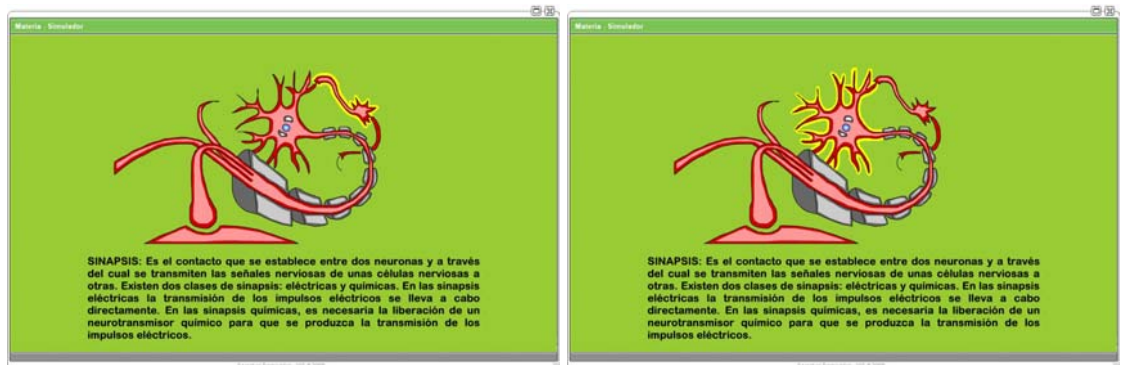 Materia . Simulador
SINAPSIS: Es el contacto que se establece entre dos neuronas y a través
del cual se transmiten las señales nerviosas de unas células nerviosas a
otras. Existen dos clases de sinapsis: eléctricas y químicas. En las sinapsis
eléctricas la transmisión de los impulsos eléctricos se lleva a cabo
directamente. En las sinapsis químicas, es necesaria la liberación de un
neurotransmisor químico para que se produzca la transmisión de los
impulsos eléctricos.
Materia . Simulador
SINAPSIS: Es el contacto que se establece entre dos neuronas y a través
del cual se transmiten las señales nerviosas de unas células nerviosas a
otras. Existen dos clases de sinapsis: eléctricas y químicas. En las sinapsis
eléctricas la transmisión de los impulsos eléctricos se lleva a cabo
directamente. En las sinapsis químicas, es necesaria la liberación de un
neurotransmisor químico para que se produzca la transmisión de los
impulsos eléctricos.